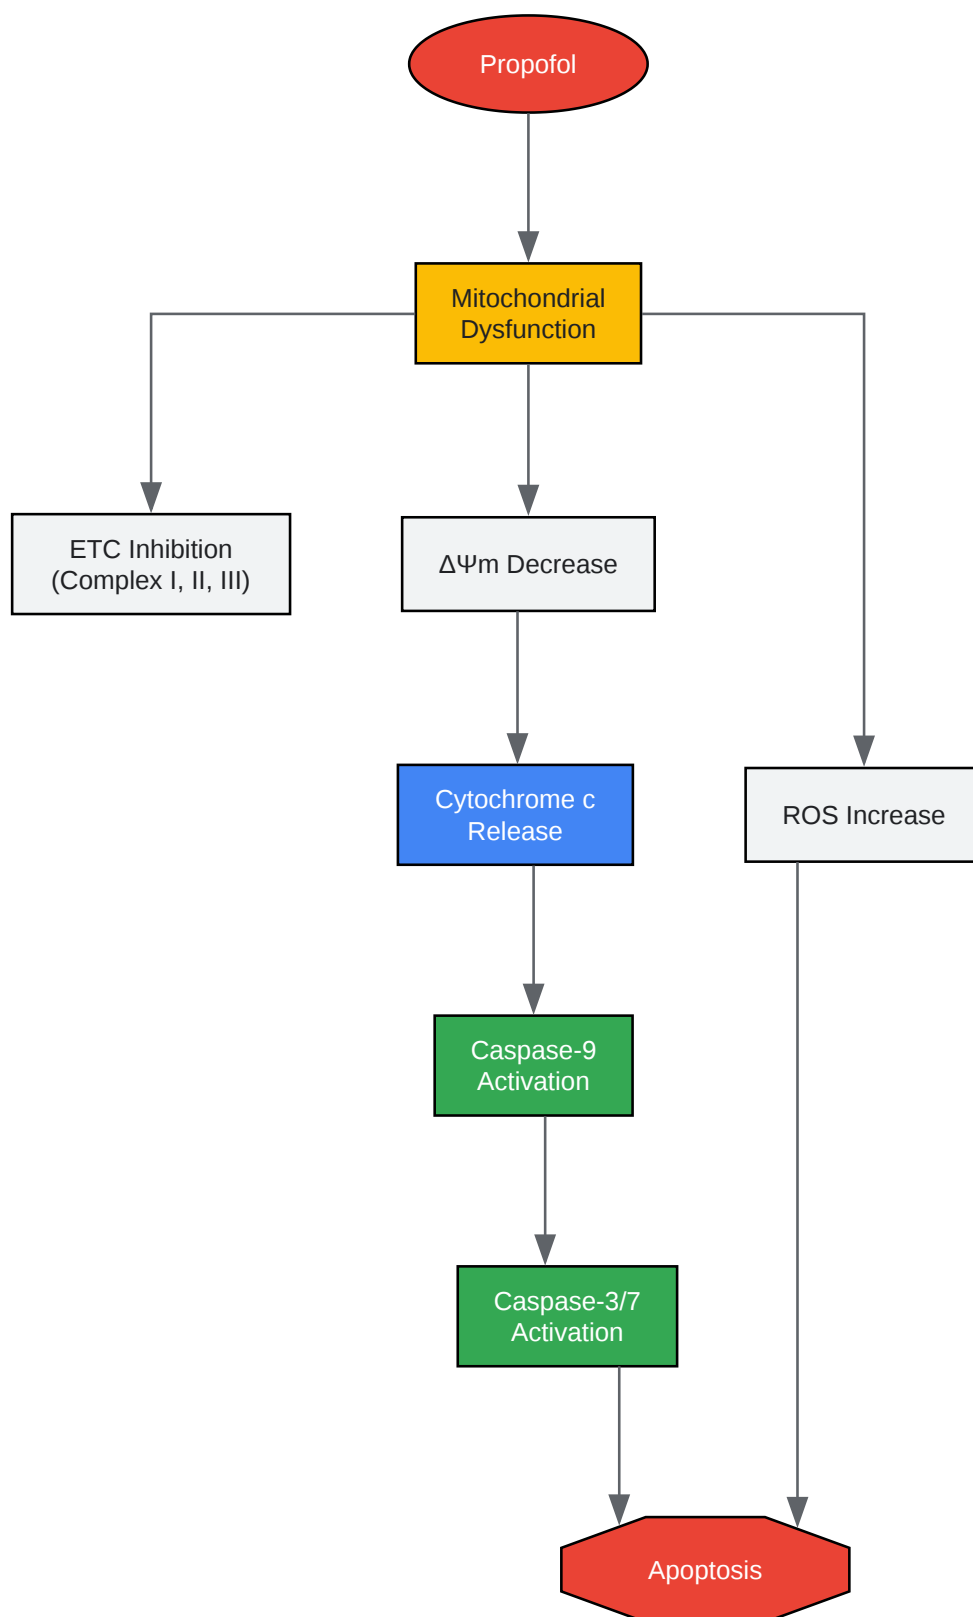 Propofol
Mitochondrial
Dysfunction
ETC Inhibition
(Complex I, II, III)
ΔΨm Decrease
Cytochrome c
Release
ROS Increase
Caspase-9
Activation
Caspase-3/7
Activation
Apoptosis